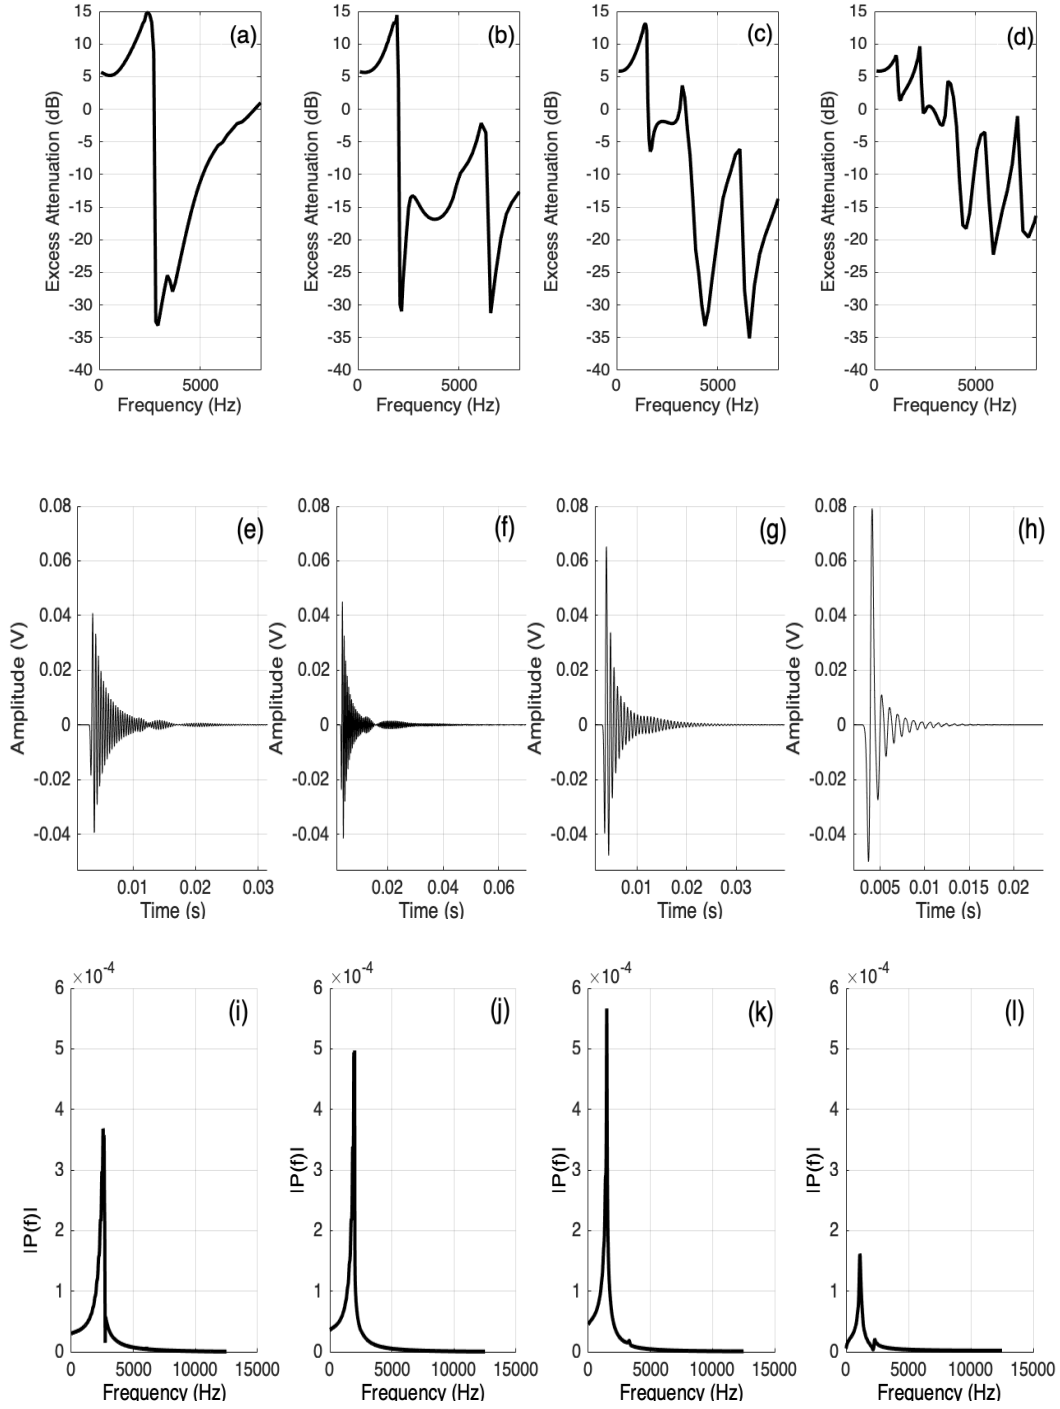 15
10
5
0
-5
-10
-15
-20
-25
-30
-35
-40
0
5000
Frequency (Hz)
Excess Attenuation (dB)
(a)
15
10
5
0
-5
-10
-15
-20
-25
-30
-35
-40
0
5000
Frequency (Hz)
Excess Attenuation (dB)
(b)
15
10
5
0
-5
-10
-15
-20
-25
-30
-35
-40
0
5000
Frequency (Hz)
Excess Attenuation (dB)
(c)
15
10
5
0
-5
-10
-15
-20
-25
-30
-35
-40
0
5000
Frequency (Hz)
Excess Attenuation (dB)
(d)
0.08
0.06
0.04
0.02
0
-0.02
-0.04
0.01 0.02 0.03
Time (s)
Amplitude (V)
(e)
0.08
0.06
0.04
0.02
0
-0.02
-0.04
0.02 0.04 0.06
Time (s)
Amplitude (V)
(f)
0.08
0.06
0.04
0.02
0
-0.02
-0.04
0.01 0.02 0.03
Time (s)
Amplitude (V)
(g)
0.08
0.06
0.04
0.02
0
-0.02
-0.04
0.005 0.01 0.015 0.02
Time (s)
Amplitude (V)
(h)
×10-4
6
5
4
3
2
1
0
0 5000 10000 15000
Frequency (Hz)
|P(f)|
(i)
×10-4
6
5
4
3
2
1
0
0 5000 10000 15000
Frequency (Hz)
|P(f)|
(j)
×10-4
6
5
4
3
2
1
0
0 5000 10000 15000
Frequency (Hz)
|P(f)|
(k)
×10-4
6
5
4
3
2
1
0
0 5000 10000 15000
Frequency (Hz)
|P(f)|
(l)